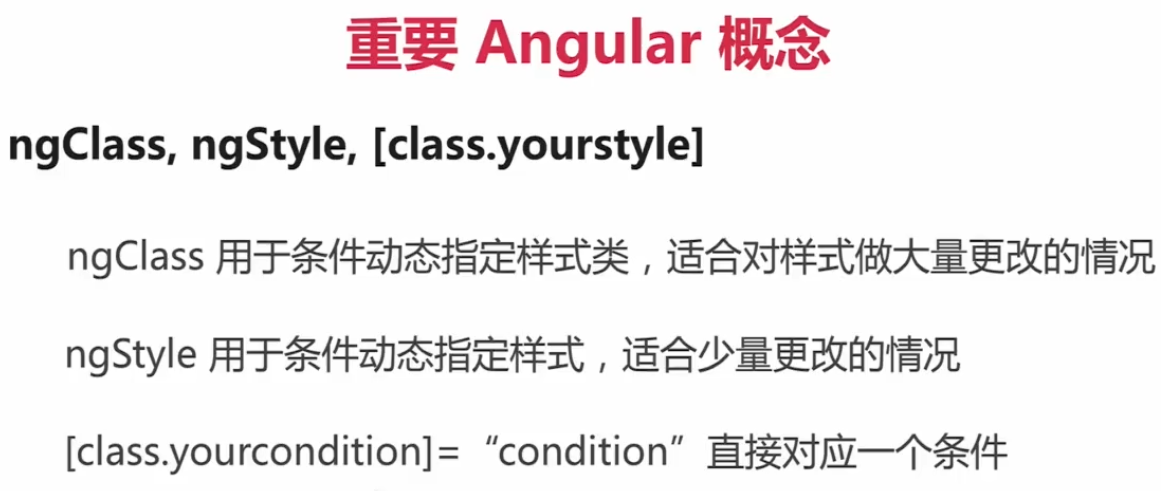 重要 Angular 概念
ngClass, ngStyle, [class.yourstyle]
ngClass 用于条件动态指定样式类，适合对样式做大量更改的情况
ngStyle 用于条件动态指定样式，适合少量更改的情况
[class.yourcondition]=“condition”直接对应一个条件